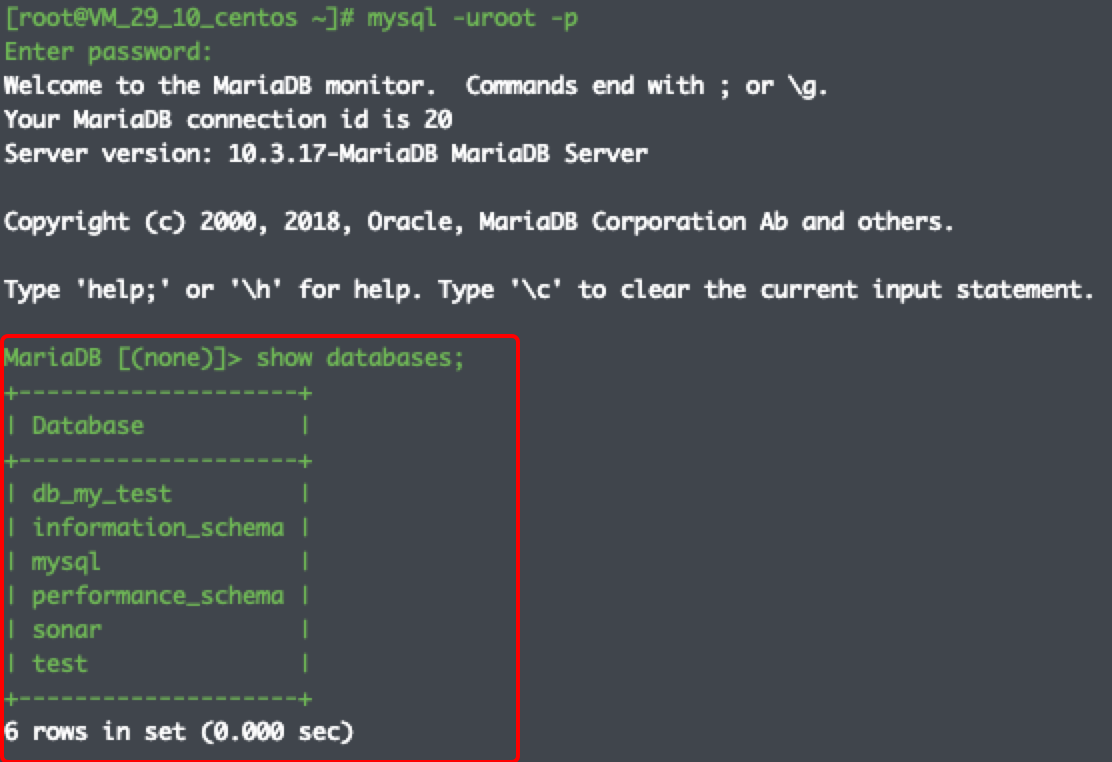 [root@VM_29_10_centos ~]# mysql -uroot -p
Enter password:
Welcome to the MariaDB monitor.  Commands end with ; or \g.
Your MariaDB connection id is 20
Server version: 10.3.17-MariaDB MariaDB Server
Copyright (c) 2000, 2018, Oracle, MariaDB Corporation Ab and others.
Type 'help;' or '\h' for help. Type '\c' to clear the current input statement.
MariaDB [(none)]> show databases;
+--------------------+
| Database           |
+--------------------+
| db_my_test         |
| information_schema |
| mysql              |
| performance_schema |
| sonar              |
| test               |
+--------------------+
6 rows in set (0.000 sec)